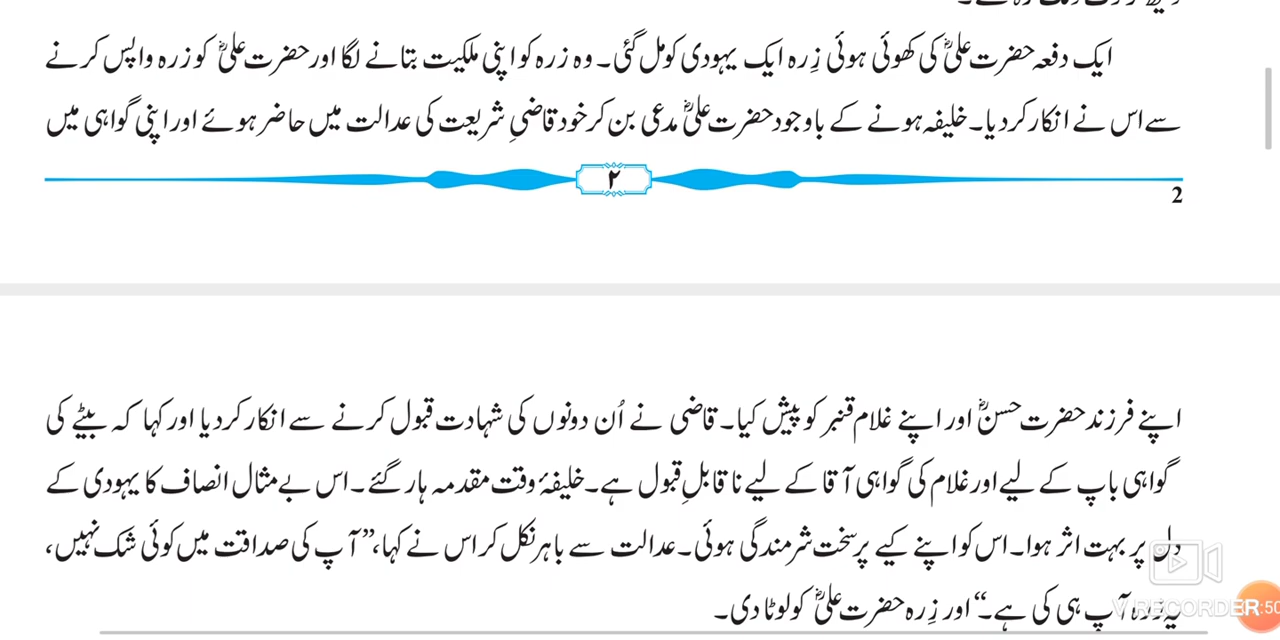 ایک دفعہ حضرت علیؓ کی کھوئی ہوئی زِرہ ایک یہودی کو مل گئی۔ وہ زرہ کو اپنی ملکیت بتانے لگا اور حضرت علیؓ کو زرہ واپس کرنے
سے اس نے انکار کر دیا۔ خلیفہ ہونے کے باوجود حضرت علیؓ مدعی بن کر خود قاضیِ شریعت کی عدالت میں حاضر ہوئے اور اپنی گواہی میں
۲
2
اپنے فرزند حضرت حسنؓ اور اپنے غلام قنبر کو پیش کیا۔ قاضی نے اُن دونوں کی شہادت قبول کرنے سے انکار کر دیا اور کہا کہ بیٹے کی
گواہی باپ کے لیے اور غلام کی گواہی آقا کے لیے ناقابلِ قبول ہے۔ خلیفۂ وقت مقدمہ ہار گئے۔ اس بے مثال انصاف کا یہودی کے
دل پر بہت اثر ہوا۔ اس کو اپنے کیے پر سخت شرمندگی ہوئی۔ عدالت سے باہر نکل کر اس نے کہا، ”آپ کی صداقت میں کوئی شک نہیں،
یہ زرہ آپ ہی کی ہے۔“ اور زِرہ حضرت علیؓ کو لوٹا دی۔
V RECORDER
:50